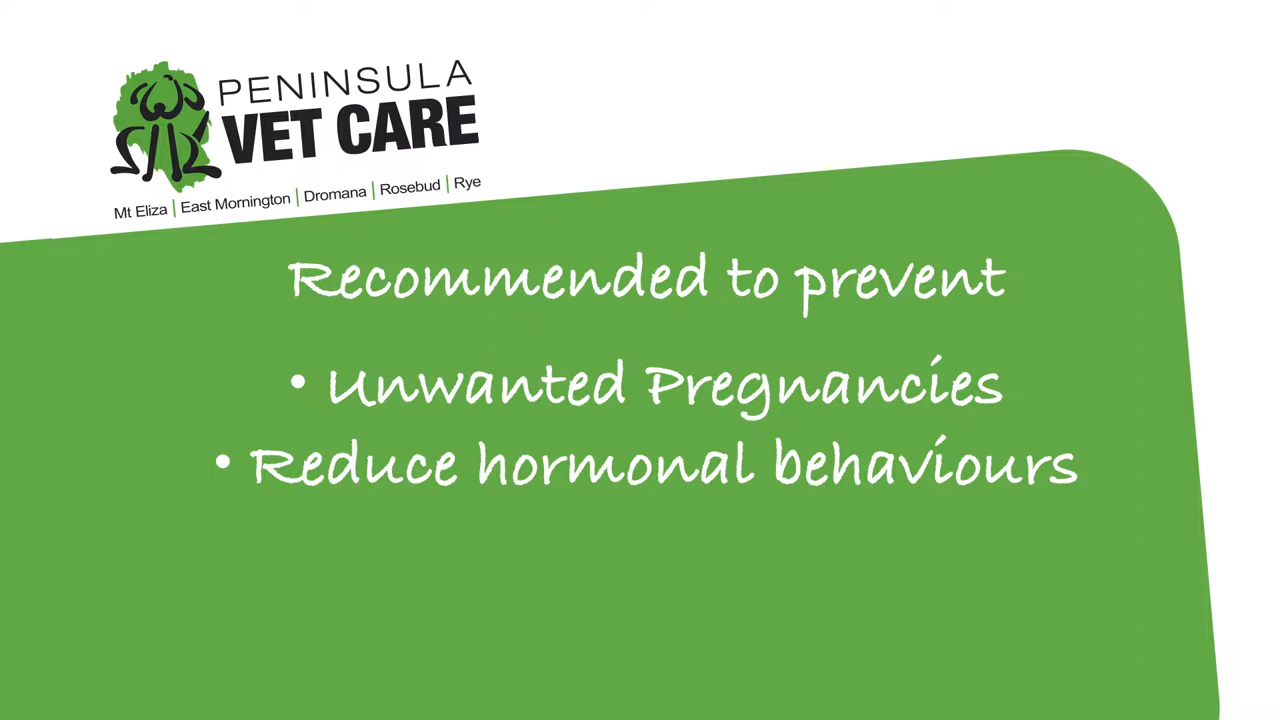 PENINSULA
VET CARE
Mt Eliza | East Mornington | Dromana | Rosebud | Rye
Recommended to prevent
• Unwanted Pregnancies
• Reduce hormonal behaviours